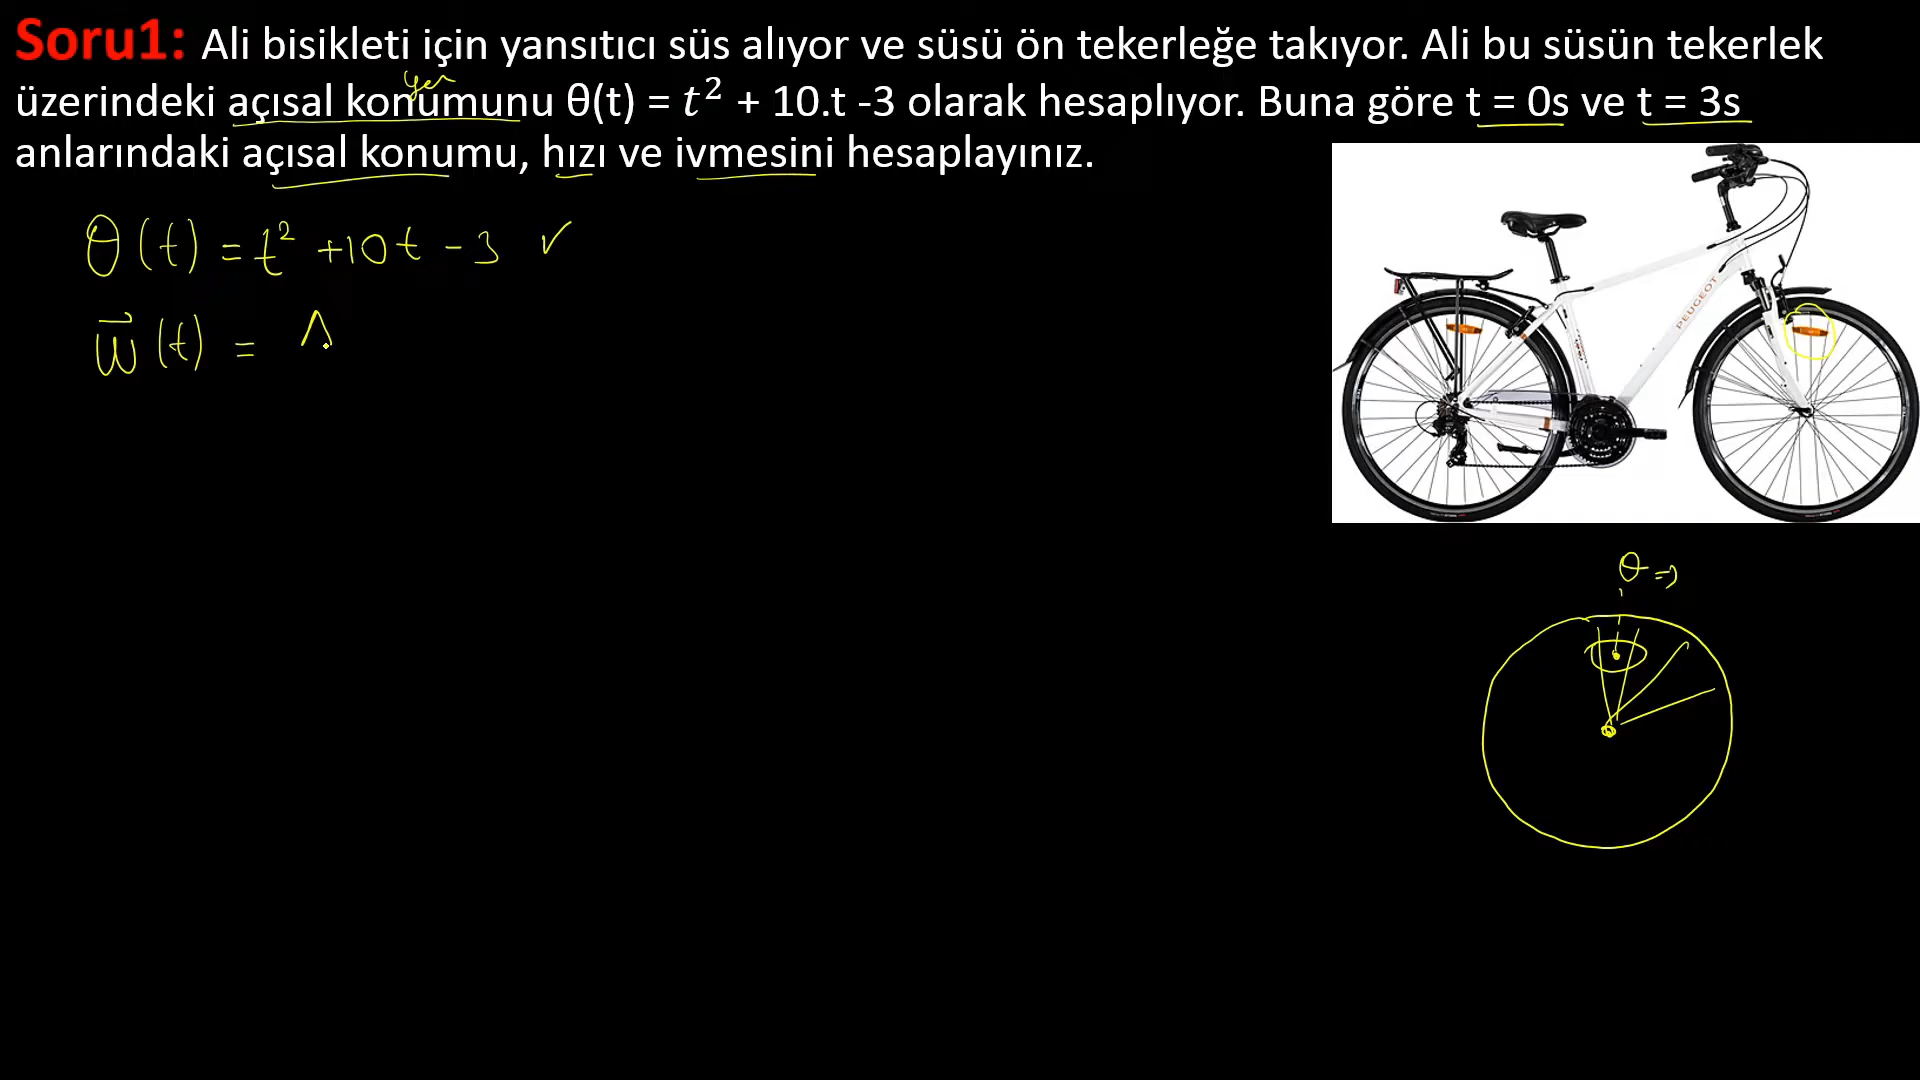 Soru1: Ali bisikleti için yansıtıcı süs alıyor ve süsü ön tekerleğe takıyor. Ali bu süsün tekerlek
yer
üzerindeki açısal konumunu θ(t) = t² + 10.t -3 olarak hesaplıyor. Buna göre t = 0s ve t = 3s
anlarındaki açısal konumu, hızı ve ivmesini hesaplayınız.
θ(t) = t² +10t - 3 ✓
w⃗(t) = Δ
PEUGEOT
θ ⇒